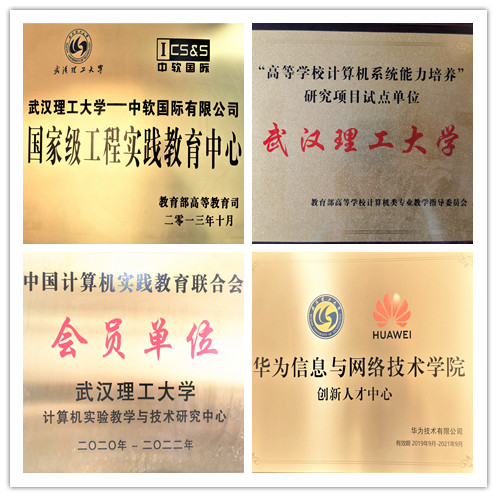 武汉理工大学
ICS&S
中软国际
武汉理工大学——中软国际有限公司
国家级工程实践教育中心
教育部高等教育司
二〇一三年十月
“高等学校计算机系统能力培养”
研究项目试点单位
武汉理工大学
教育部高等学校计算机类专业教学指导委员会
中国计算机实践教育联合会
会员单位
武汉理工大学
计算机实验教学与技术研究中心
二〇二〇年－二〇二二年
HUAWEI
华为信息与网络技术学院
创新人才中心
华为技术有限公司
有效期 2019年9月-2021年9月